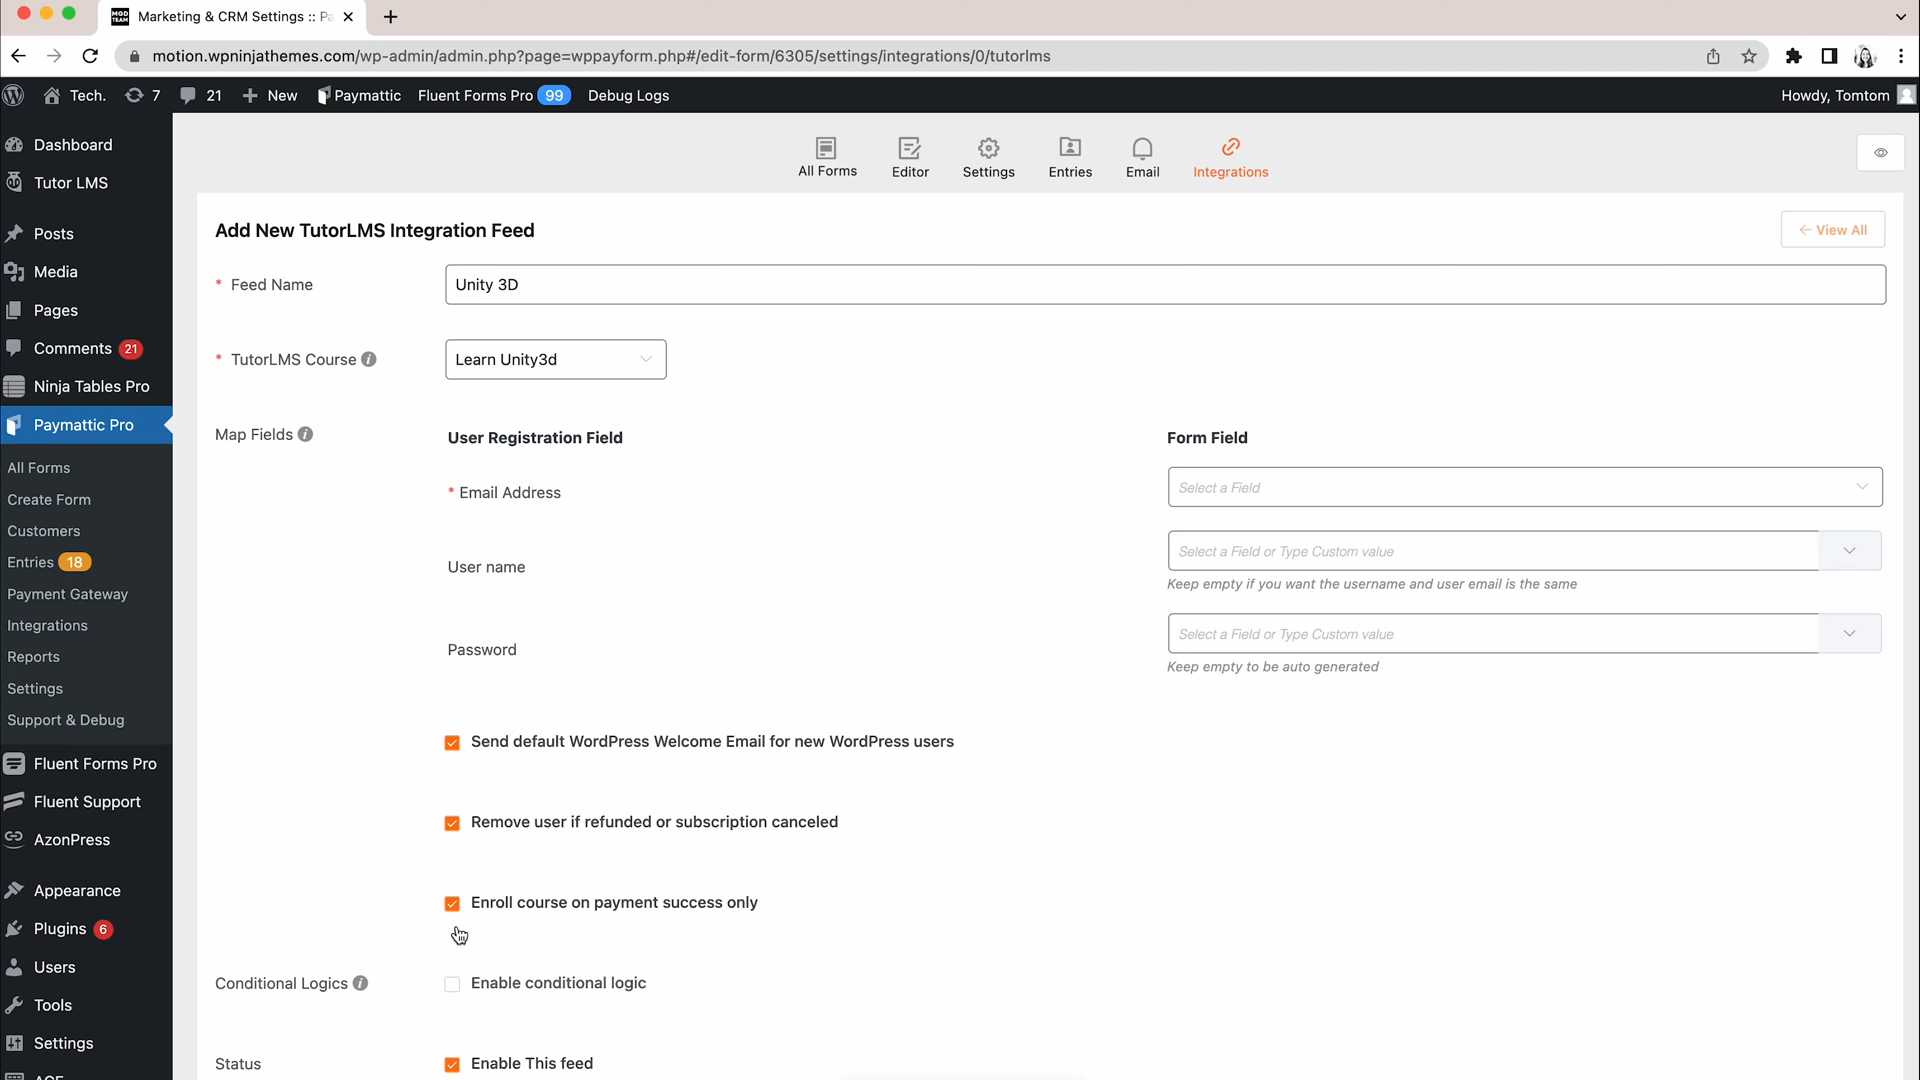 MGD
TEAM
Marketing & CRM Settings :: Pa
motion.wpninjathemes.com/wp-admin/admin.php?page=wppayform.php#/edit-form/6305/settings/integrations/0/tutorlms
Tech. 7 21 New Paymattic Fluent Forms Pro 99 Debug Logs Howdy, Tomtom
Dashboard
Tutor LMS
Posts
Media
Pages
Comments 21
Ninja Tables Pro
Paymattic Pro
All Forms
Create Form
Customers
Entries 18
Payment Gateway
Integrations
Reports
Settings
Support & Debug
Fluent Forms Pro
Fluent Support
AzonPress
Appearance
Plugins 6
Users
Tools
Settings
All Forms Editor Settings Entries Email Integrations
Add New TutorLMS Integration Feed
← View All
* Feed Name
Unity 3D
* TutorLMS Course
Learn Unity3d
Map Fields
User Registration Field
Form Field
* Email Address
Select a Field
User name
Select a Field or Type Custom value
Keep empty if you want the username and user email is the same
Password
Select a Field or Type Custom value
Keep empty to be auto generated
Send default WordPress Welcome Email for new WordPress users
Remove user if refunded or subscription canceled
Enroll course on payment success only
Conditional Logics
Enable conditional logic
Status
Enable This feed